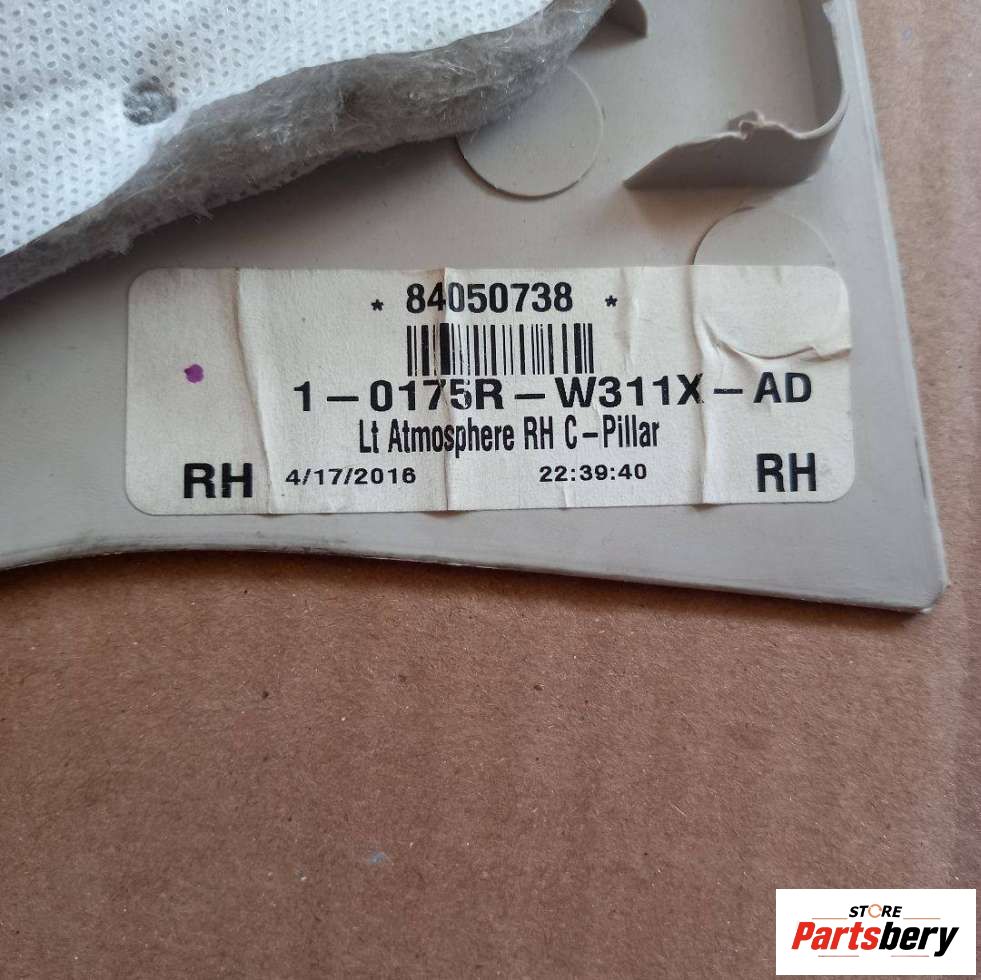 * 84050738 *
1-0175R-W311X-AD
Lt Atmosphere RH C-Pillar
RH 4/17/2016 22:39:40 RH
STORE
Partsbery